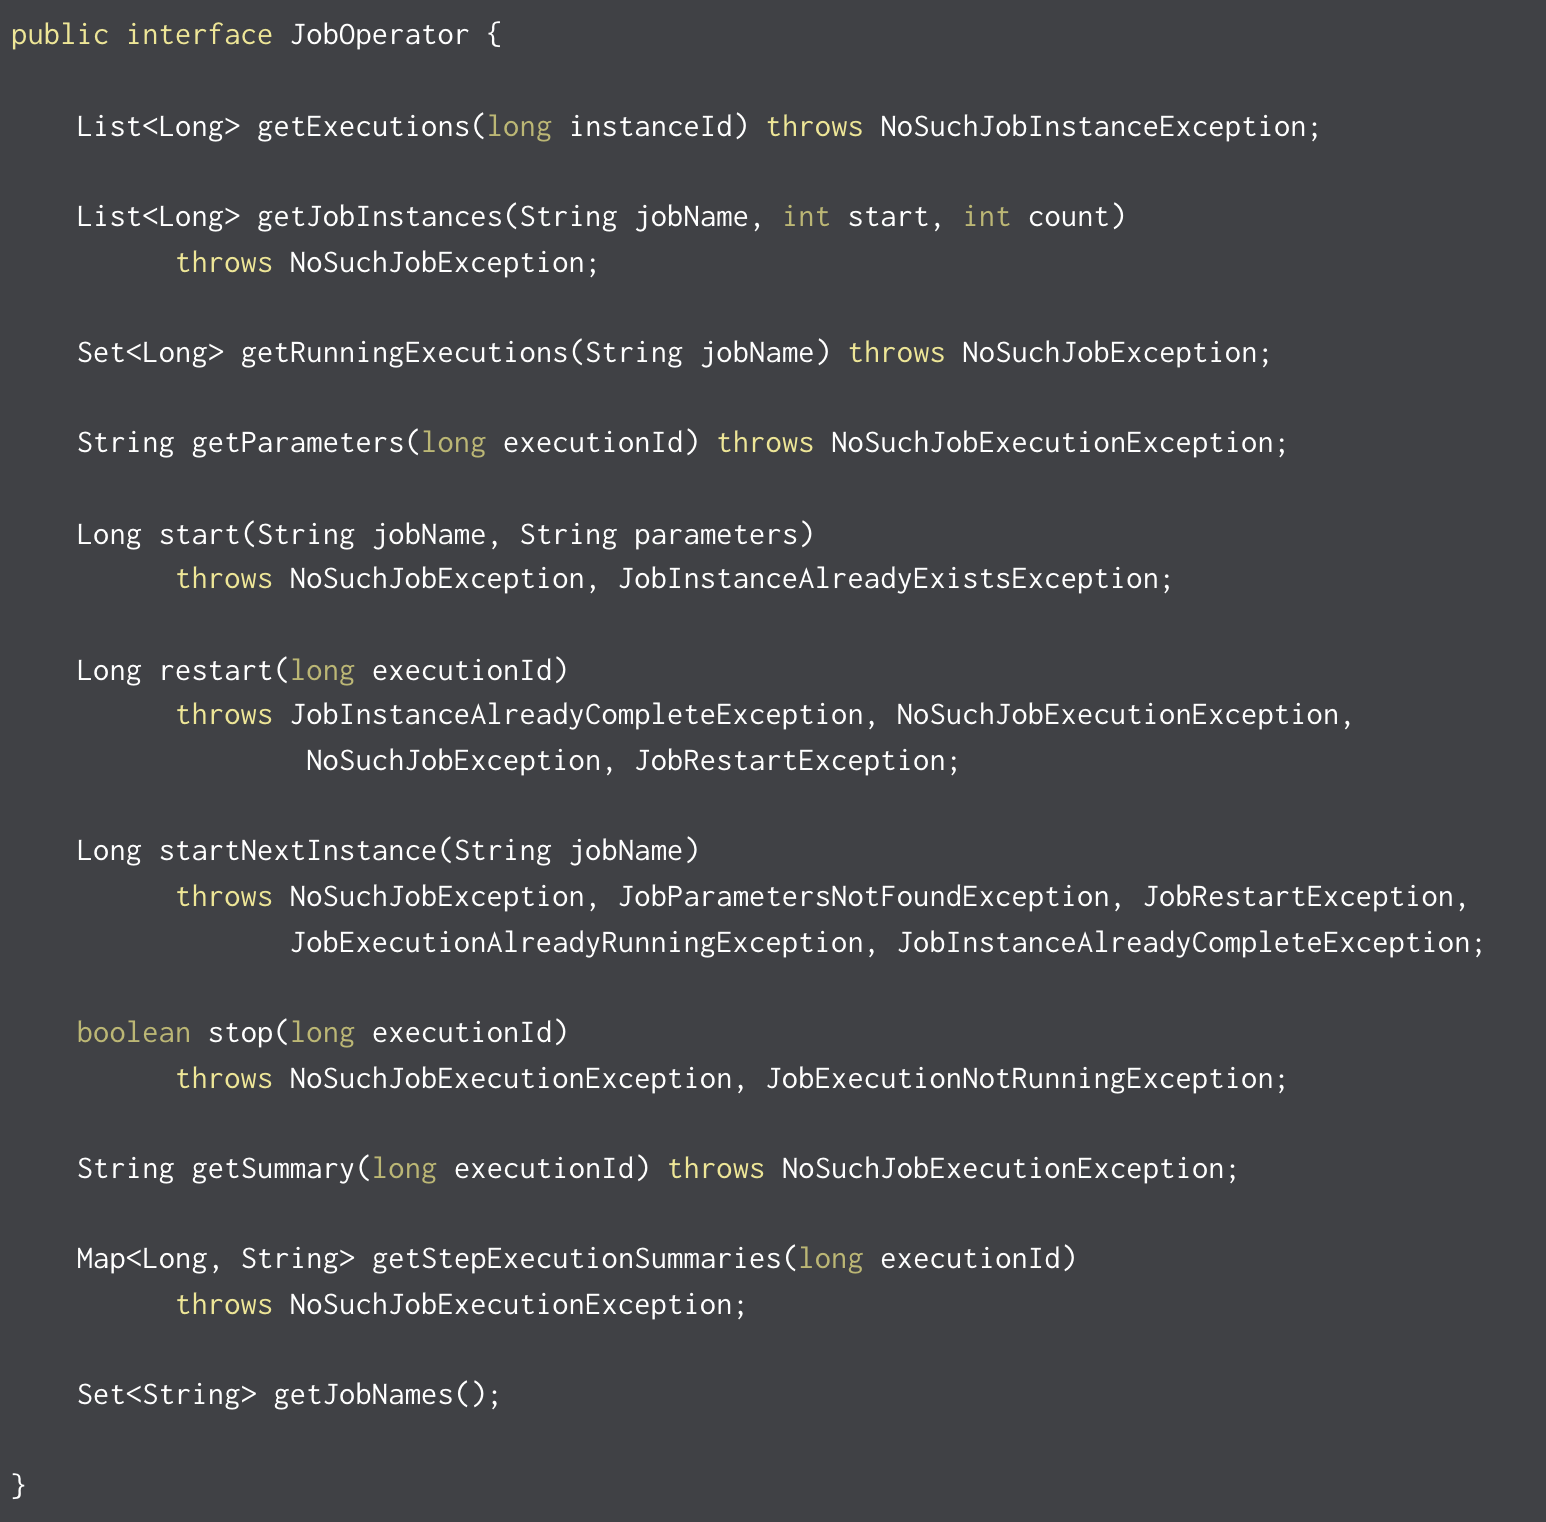 public interface JobOperator {
List<Long> getExecutions(long instanceId) throws NoSuchJobInstanceException;
List<Long> getJobInstances(String jobName, int start, int count)
throws NoSuchJobException;
Set<Long> getRunningExecutions(String jobName) throws NoSuchJobException;
String getParameters(long executionId) throws NoSuchJobExecutionException;
Long start(String jobName, String parameters)
throws NoSuchJobException, JobInstanceAlreadyExistsException;
Long restart(long executionId)
throws JobInstanceAlreadyCompleteException, NoSuchJobExecutionException,
NoSuchJobException, JobRestartException;
Long startNextInstance(String jobName)
throws NoSuchJobException, JobParametersNotFoundException, JobRestartException,
JobExecutionAlreadyRunningException, JobInstanceAlreadyCompleteException;
boolean stop(long executionId)
throws NoSuchJobExecutionException, JobExecutionNotRunningException;
String getSummary(long executionId) throws NoSuchJobExecutionException;
Map<Long, String> getStepExecutionSummaries(long executionId)
throws NoSuchJobExecutionException;
Set<String> getJobNames();
}